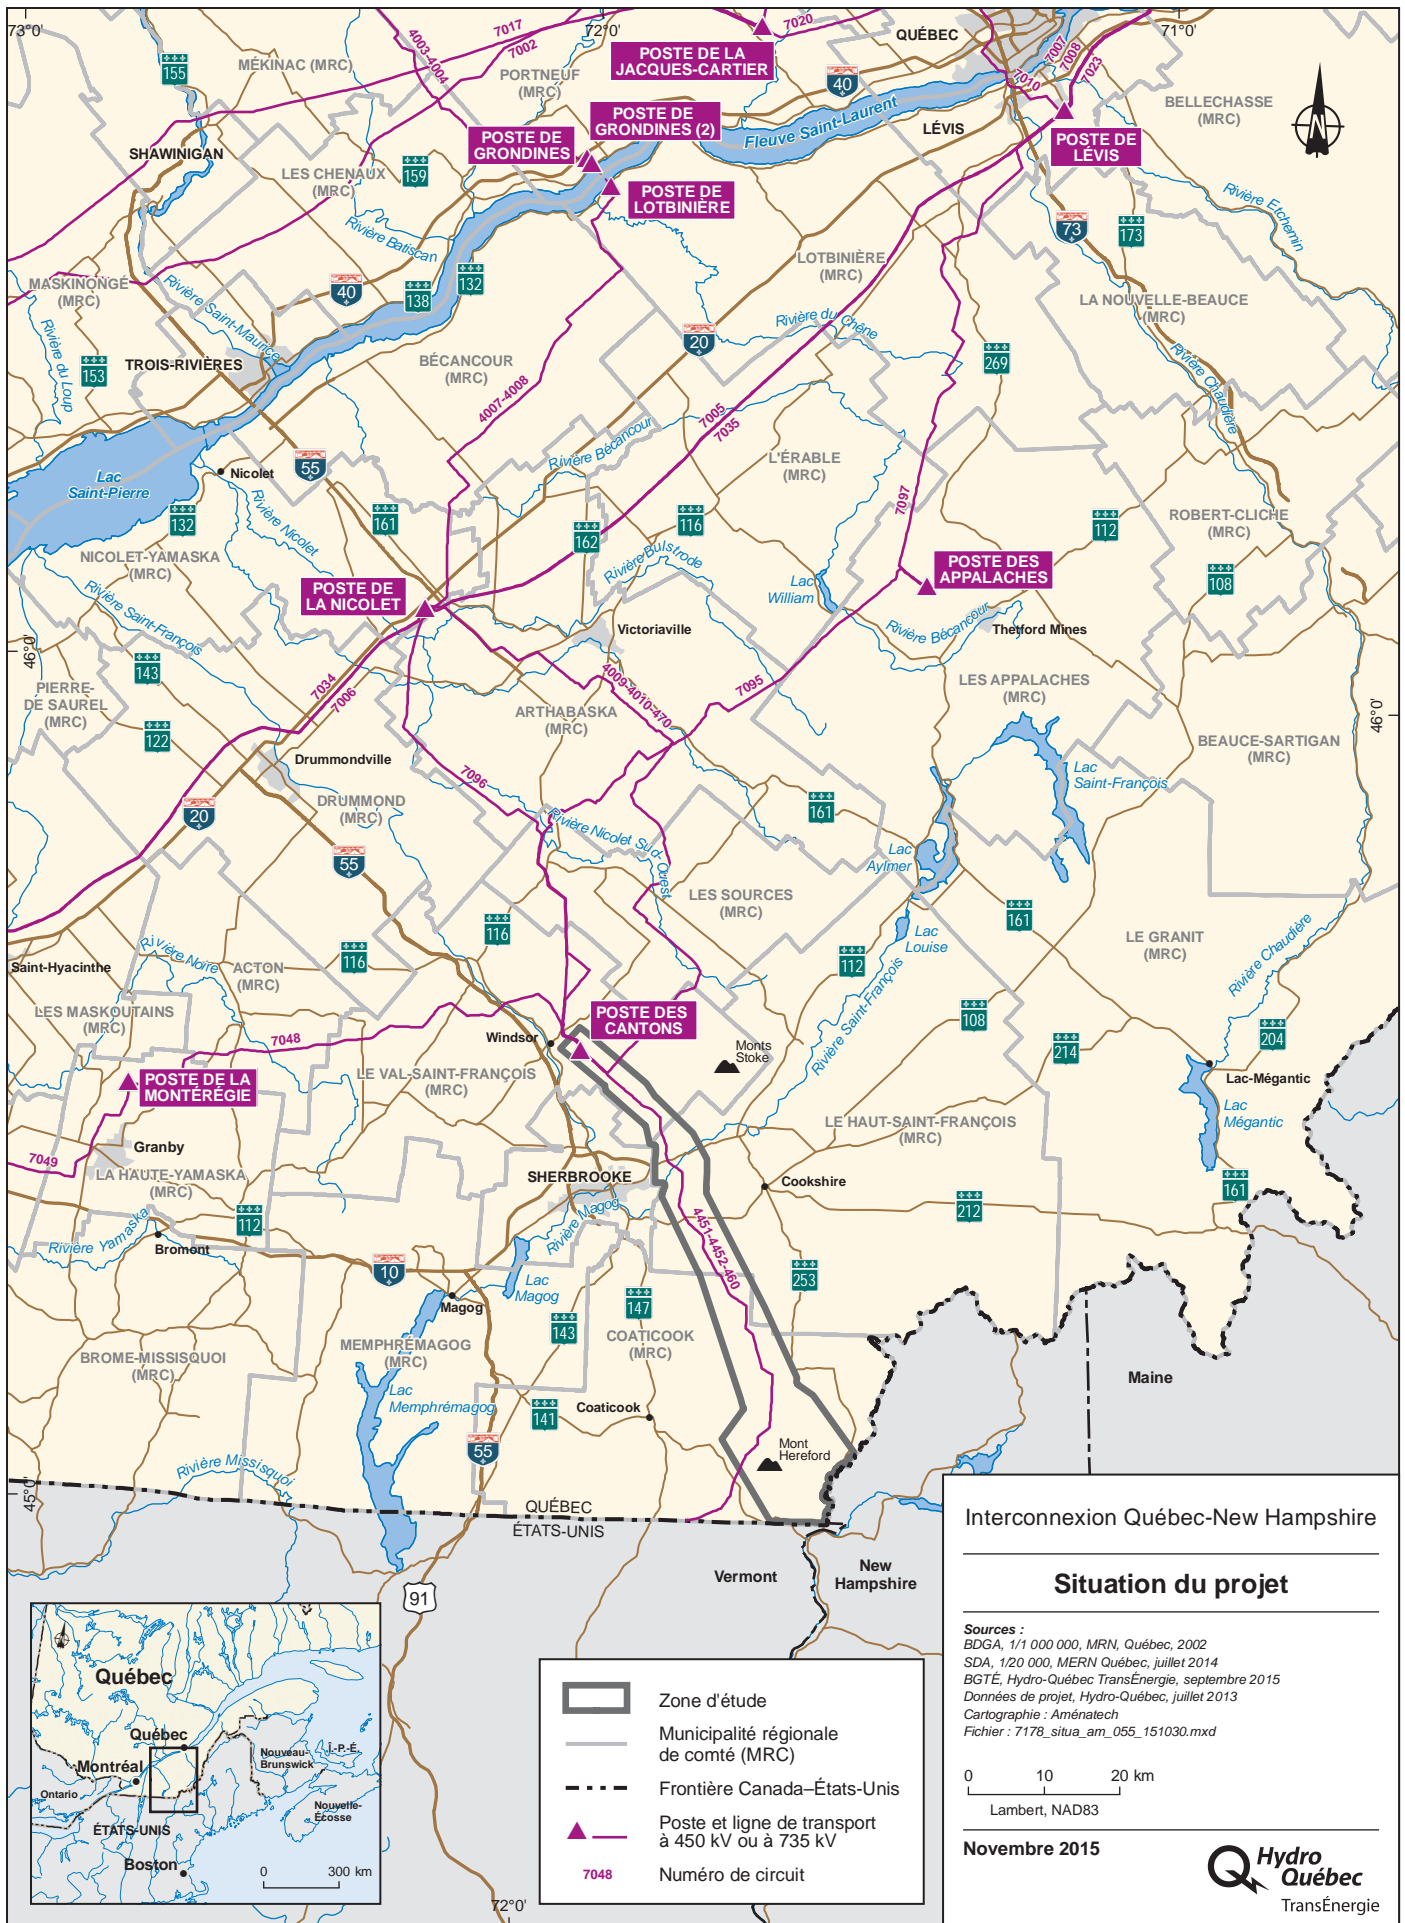 73°0'
72°0'
71°0'
7017
7002
4003-4004
7020
QUÉBEC
7007
7008
7023
7010
155
MÉKINAC (MRC)
PORTNEUF
(MRC)
POSTE DE LA
JACQUES-CARTIER
40
BELLECHASSE
(MRC)
POSTE DE
GRONDINES (2)
POSTE DE
GRONDINES
Fleuve Saint-Laurent
LÉVIS
POSTE DE
LÉVIS
SHAWINIGAN
LES CHENAUX
(MRC)
159
POSTE DE
LOTBINIÈRE
Rivière Etchemin
Rivière Batiscan
73
173
MASKINONGÉ
(MRC)
Rivière Saint-Maurice
40
138
132
LOTBINIÈRE
(MRC)
LA NOUVELLE-BEAUCE
(MRC)
Rivière du Loup
153
TROIS-RIVIÈRES
BÉCANCOUR
(MRC)
20
Rivière du Chêne
269
Rivière Chaudière
4007-4008
7005
7035
Rivière Bécancour
L'ÉRABLE
(MRC)
Lac
Saint-Pierre
Nicolet
55
Rivière Nicolet
132
161
162
116
7097
112
ROBERT-CLICHE
(MRC)
NICOLET-YAMASKA
(MRC)
Rivière Saint-François
POSTE DE
LA NICOLET
Rivière Bulstrode
Lac
William
POSTE DES
APPALACHES
108
Victoriaville
Rivière Bécancour
Thetford Mines
46°0'
143
7034
7006
4009-4010-470
7095
LES APPALACHES
(MRC)
PIERRE-
DE SAUREL
(MRC)
122
ARTHABASKA
(MRC)
46°0'
BEAUCE-SARTIGAN
(MRC)
Drummondville
7096
Lac
Saint-François
DRUMMOND
(MRC)
20
161
Rivière Nicolet Sud-Ouest
55
Lac
Aylmer
LES SOURCES
(MRC)
116
161
Lac
Louise
LE GRANIT
(MRC)
Rivière Chaudière
Saint-Hyacinthe
Rivière Noire
ACTON
(MRC)
116
112
Rivière Saint-François
LES MASKOUTAINS
(MRC)
POSTE DES
CANTONS
108
7048
Windsor
Monts
Stoke
214
204
Lac-Mégantic
POSTE DE LA
MONTÉRÉGIE
LE VAL-SAINT-FRANÇOIS
(MRC)
Lac
Mégantic
LE HAUT-SAINT-FRANÇOIS
(MRC)
Granby
7049
LA HAUTE-YAMASKA
(MRC)
SHERBROOKE
Cookshire
161
112
Rivière Magog
4451-4452-460
212
Rivière Yamaska
Bromont
10
Lac
Magog
253
Magog
147
143
COATICOOK
(MRC)
MEMPHRÉMAGOG
(MRC)
BROME-MISSISQUOI
(MRC)
Maine
Lac
Memphrémagog
141
Coaticook
55
Mont
Hereford
Rivière Missisquoi
45°0'
QUÉBEC
ÉTATS-UNIS
Vermont
New
Hampshire
91
72°0'
Québec
Québec
Montréal
Ontario
Nouveau-
Brunswick
Î.-P.-É.
Nouvelle-
Écosse
ÉTATS-UNIS
Boston
0 300 km
Zone d'étude
Municipalité régionale
de comté (MRC)
Frontière Canada–États-Unis
Poste et ligne de transport
à 450 kV ou à 735 kV
7048 Numéro de circuit
Interconnexion Québec-New Hampshire
Situation du projet
Sources :
BDGA, 1/1 000 000, MRN, Québec, 2002
SDA, 1/20 000, MERN Québec, juillet 2014
BGTÉ, Hydro-Québec TransÉnergie, septembre 2015
Données de projet, Hydro-Québec, juillet 2013
Cartographie : Aménatech
Fichier : 7178_situa_am_055_151030.mxd
0 10 20 km
Lambert, NAD83
Novembre 2015
Hydro
Québec
TransÉnergie